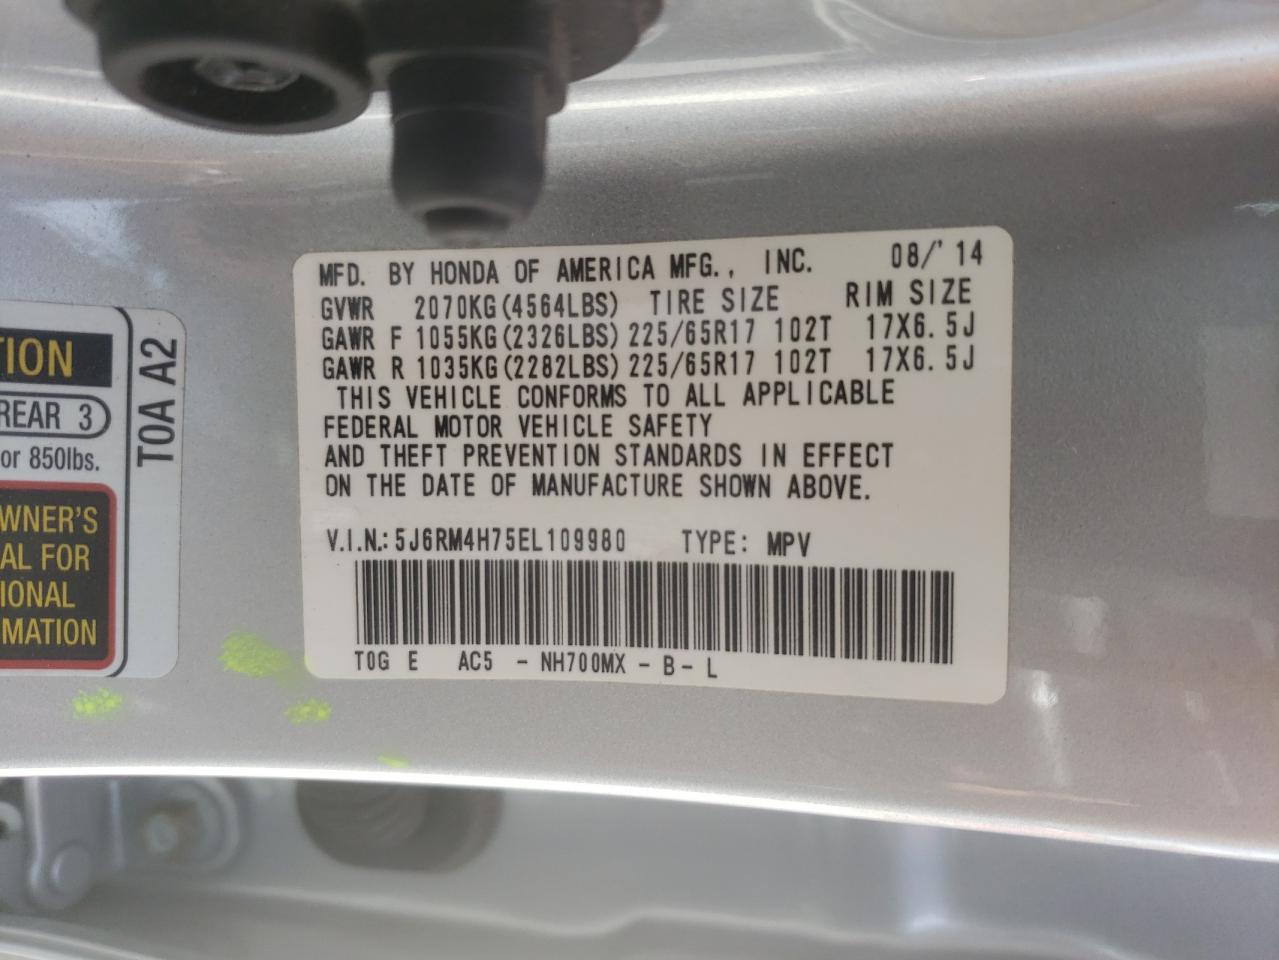 MFD. BY HONDA OF AMERICA MFG., INC. 08/'14
GVWR 2070KG(4564LBS) TIRE SIZE RIM SIZE
GAWR F 1055KG(2326LBS) 225/65R17 102T 17X6.5J
GAWR R 1035KG(2282LBS) 225/65R17 102T 17X6.5J
THIS VEHICLE CONFORMS TO ALL APPLICABLE
FEDERAL MOTOR VEHICLE SAFETY
AND THEFT PREVENTION STANDARDS IN EFFECT
ON THE DATE OF MANUFACTURE SHOWN ABOVE.
V.I.N.: 5J6RM4H75EL109980 TYPE: MPV
T0G E AC5 - NH700MX - B - L
TION
REAR 3
or 850lbs.
WNER'S
AL FOR
IONAL
MATION
T0A A2